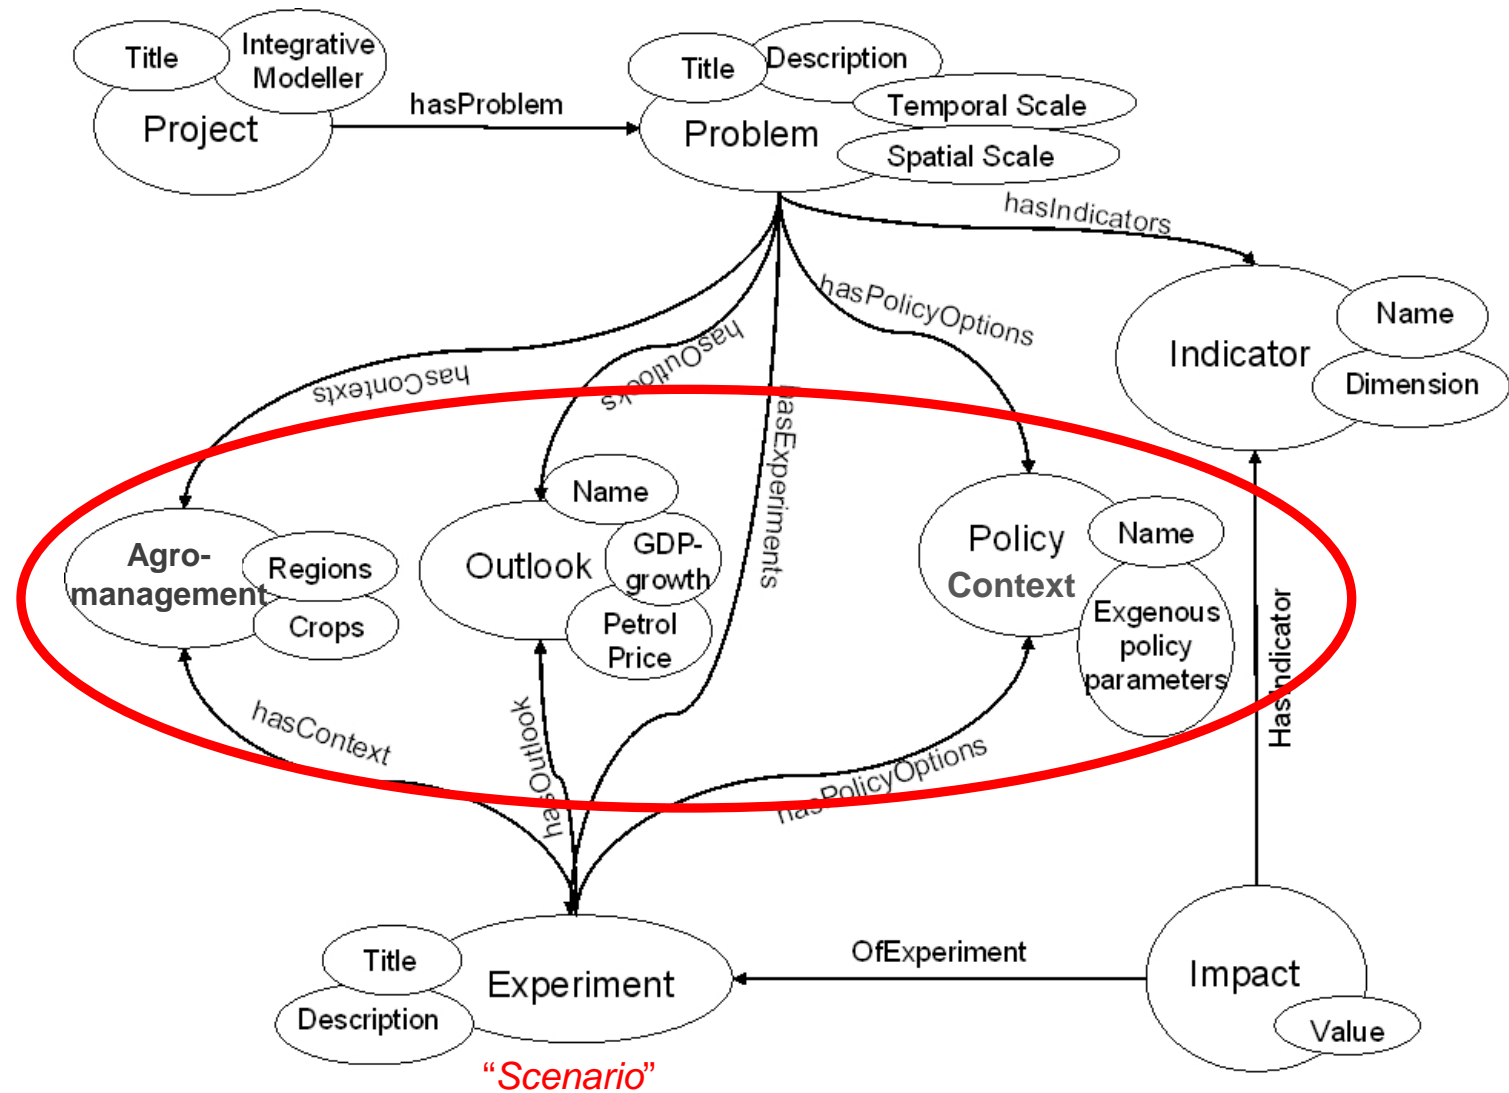 Title
Integrative
Modeller
Project
hasProblem
Title
Description
Temporal Scale
Problem
Spatial Scale
hasIndicators
hasPolicyOptions
hasOutlooks
hasContexts
hasExperiments
Indicator
Name
Dimension
Agro-
management
Regions
Crops
Name
Outlook
GDP-
growth
Petrol
Price
Policy
Context
Name
Exgenous
policy
parameters
HasIndicator
hasContext
hasOutlook
hasPolicyOptions
Title
Description
Experiment
OfExperiment
Impact
Value
“Scenario”